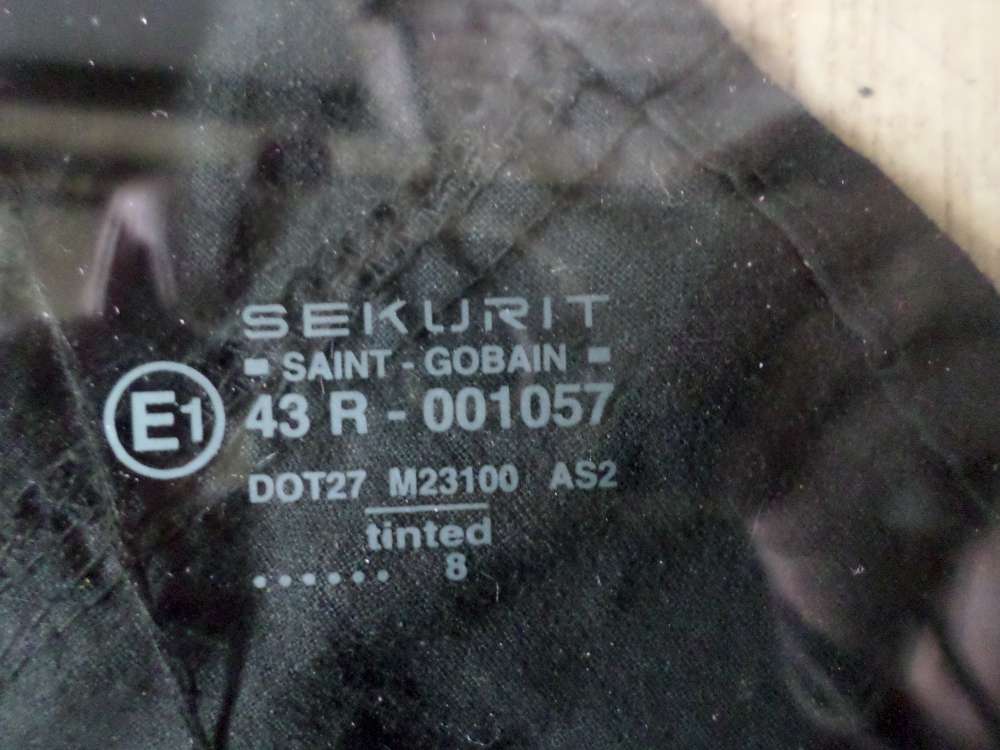 SEKURIT
SAINT - GOBAIN
E1 43 R - 001057
DOT27 M23100 AS2
tinted
...... 8